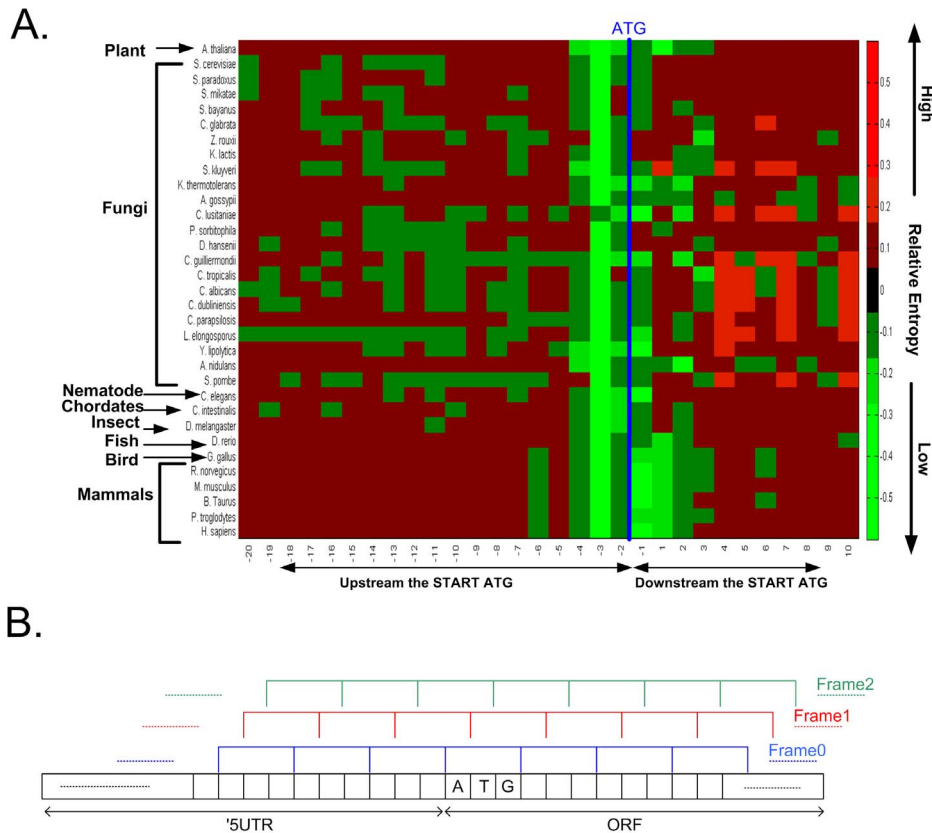 A.
ATG
Plant
Fungi
Nematode
Chordates
Insect
Fish
Bird
Mammals
A. thaliana
S. cerevisiae
S. paradoxus
S. mikatae
S. bayanus
C. glabrata
Z. rouxii
K. lactis
S. kluyveri
K. thermotolerans
A. gossypii
C. lusitaniae
P. sorbitophila
D. hansenii
C. guilliermondii
C. tropicalis
C. albicans
C. dubliniensis
C. parapsilosis
L. elongosporus
Y. lipolytica
A. nidulans
S. pombe
C. elegans
C. intestinalis
D. melangaster
D. rerio
G. gallus
R. norvegicus
M. musculus
B. Taurus
P. troglodytes
H. sapiens
0.5
0.4
0.3
0.2
0.1
0
-0.1
-0.2
-0.3
-0.4
-0.5
High
Relative Entropy
Low
-20 -19 -18 -17 -16 -15 -14 -13 -12 -11 -10 -9 -8 -7 -6 -5 -4 -3 -2 -1 1 2 3 4 5 6 7 8 9 10
Upstream the START ATG
Downstream the START ATG
B.
Frame2
Frame1
Frame0
A T G
'5UTR
ORF